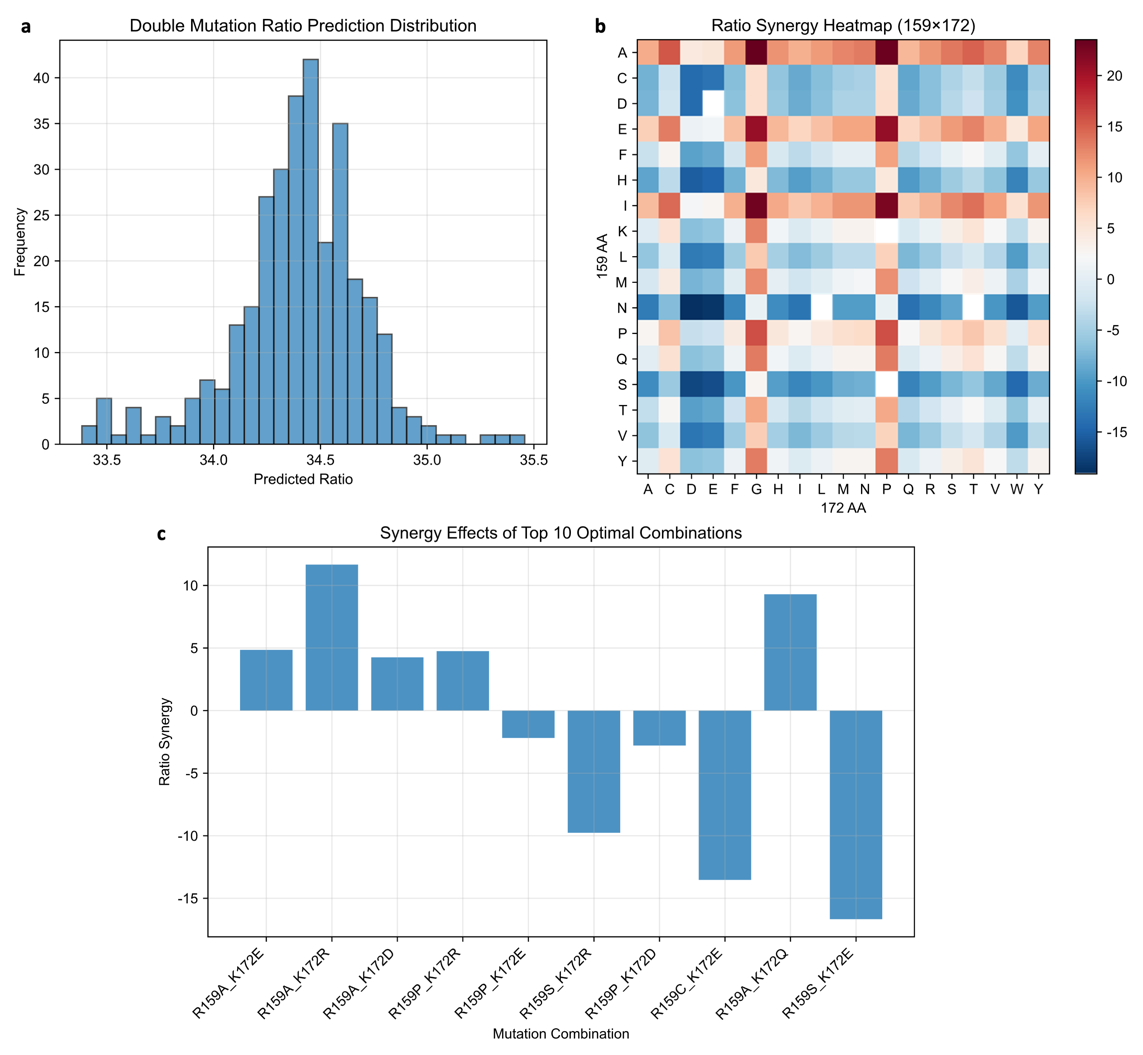 a
Double Mutation Ratio Prediction Distribution
Frequency
40
35
30
25
20
15
10
5
0
33.5 34.0 34.5 35.0 35.5
Predicted Ratio
b
Ratio Synergy Heatmap (159×172)
159 AA
A
C
D
E
F
H
I
K
L
M
N
P
Q
S
T
V
Y
A C D E F G H I L M N P Q R S T V W Y
172 AA
20
15
10
5
0
-5
-10
-15
c
Synergy Effects of Top 10 Optimal Combinations
Ratio Synergy
10
5
0
-5
-10
-15
R159A_K172E
R159A_K172R
R159A_K172D
R159P_K172R
R159P_K172E
R159S_K172R
R159P_K172D
R159C_K172E
R159A_K172Q
R159S_K172E
Mutation Combination